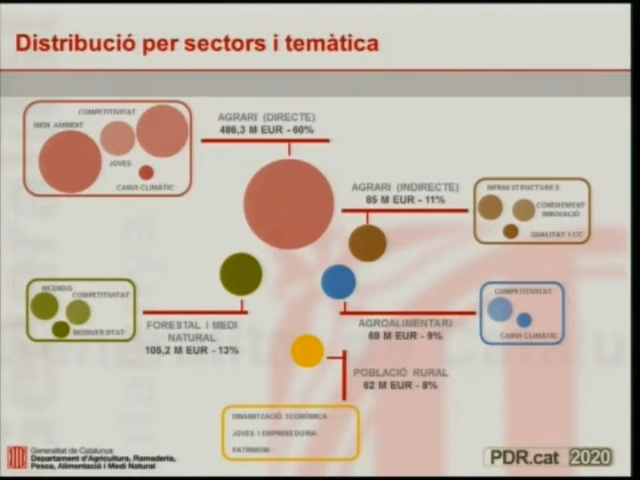 Distribució per sectors i temàtica
COMPETITIVITAT
MEDI AMBIENT
JOVES
CANVI CLIMÀTIC
AGRARI (DIRECTE)
486,3 M EUR - 60%
AGRARI (INDIRECTE)
85 M EUR - 11%
INFRAESTRUCTURES
CONEIXEMENT
INNOVACIÓ
QUALITAT I CC
INCENDIS
COMPETITIVITAT
BIODIVERSITAT
FORESTAL I MEDI
NATURAL
105,2 M EUR - 13%
AGROALIMENTARI
69 M EUR - 9%
COMPETITIVITAT
CANVI CLIMÀTIC
POBLACIÓ RURAL
62 M EUR - 8%
DINAMITZACIÓ ECONÒMICA
JOVES I EMPRENEDORIA
PATRIMONI
Generalitat de Catalunya
Departament d'Agricultura, Ramaderia,
Pesca, Alimentació i Medi Natural
PDR.cat 2020